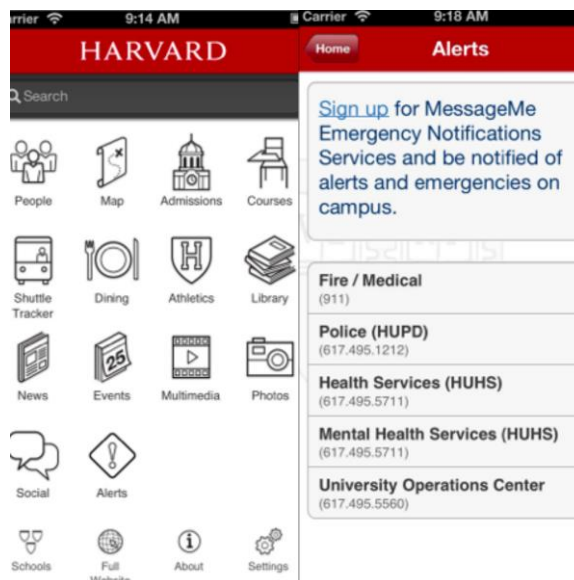 9:14 AM
HARVARD
Search
People Map Admissions Courses
Shuttle Tracker Dining Athletics Library
News Events Multimedia Photos
Social Alerts
Schools Full Website About Settings
Carrier 9:18 AM
Home Alerts
Sign up for MessageMe
Emergency Notifications
Services and be notified of
alerts and emergencies on
campus.
Fire / Medical
(911)
Police (HUPD)
(617.495.1212)
Health Services (HUHS)
(617.495.5711)
Mental Health Services (HUHS)
(617.495.5711)
University Operations Center
(617.495.5560)